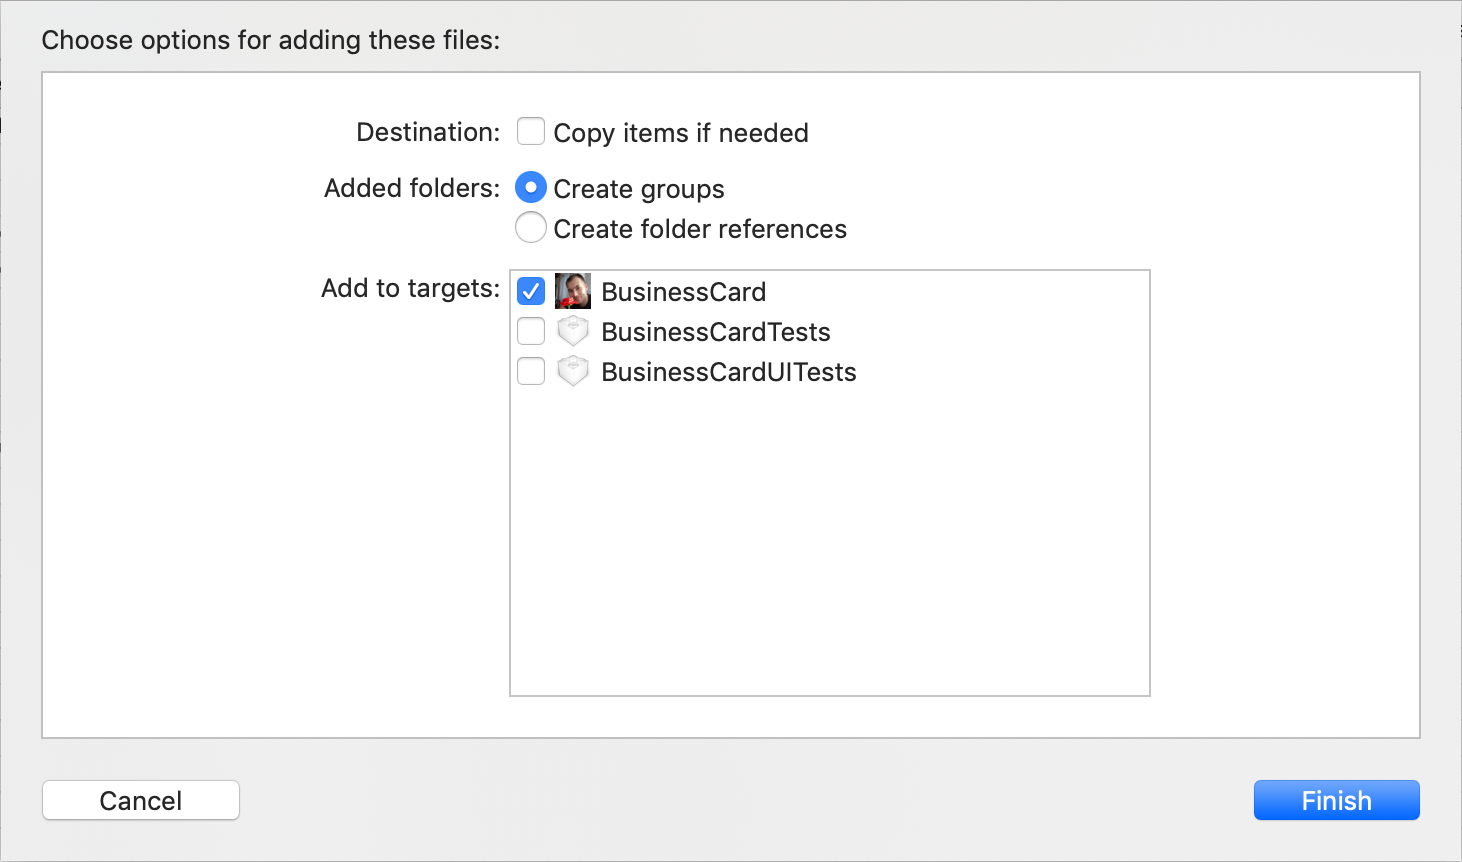 Choose options for adding these files:
Destination: Copy items if needed
Added folders: Create groups
Create folder references
Add to targets: BusinessCard
BusinessCardTests
BusinessCardUITests
Cancel Finish